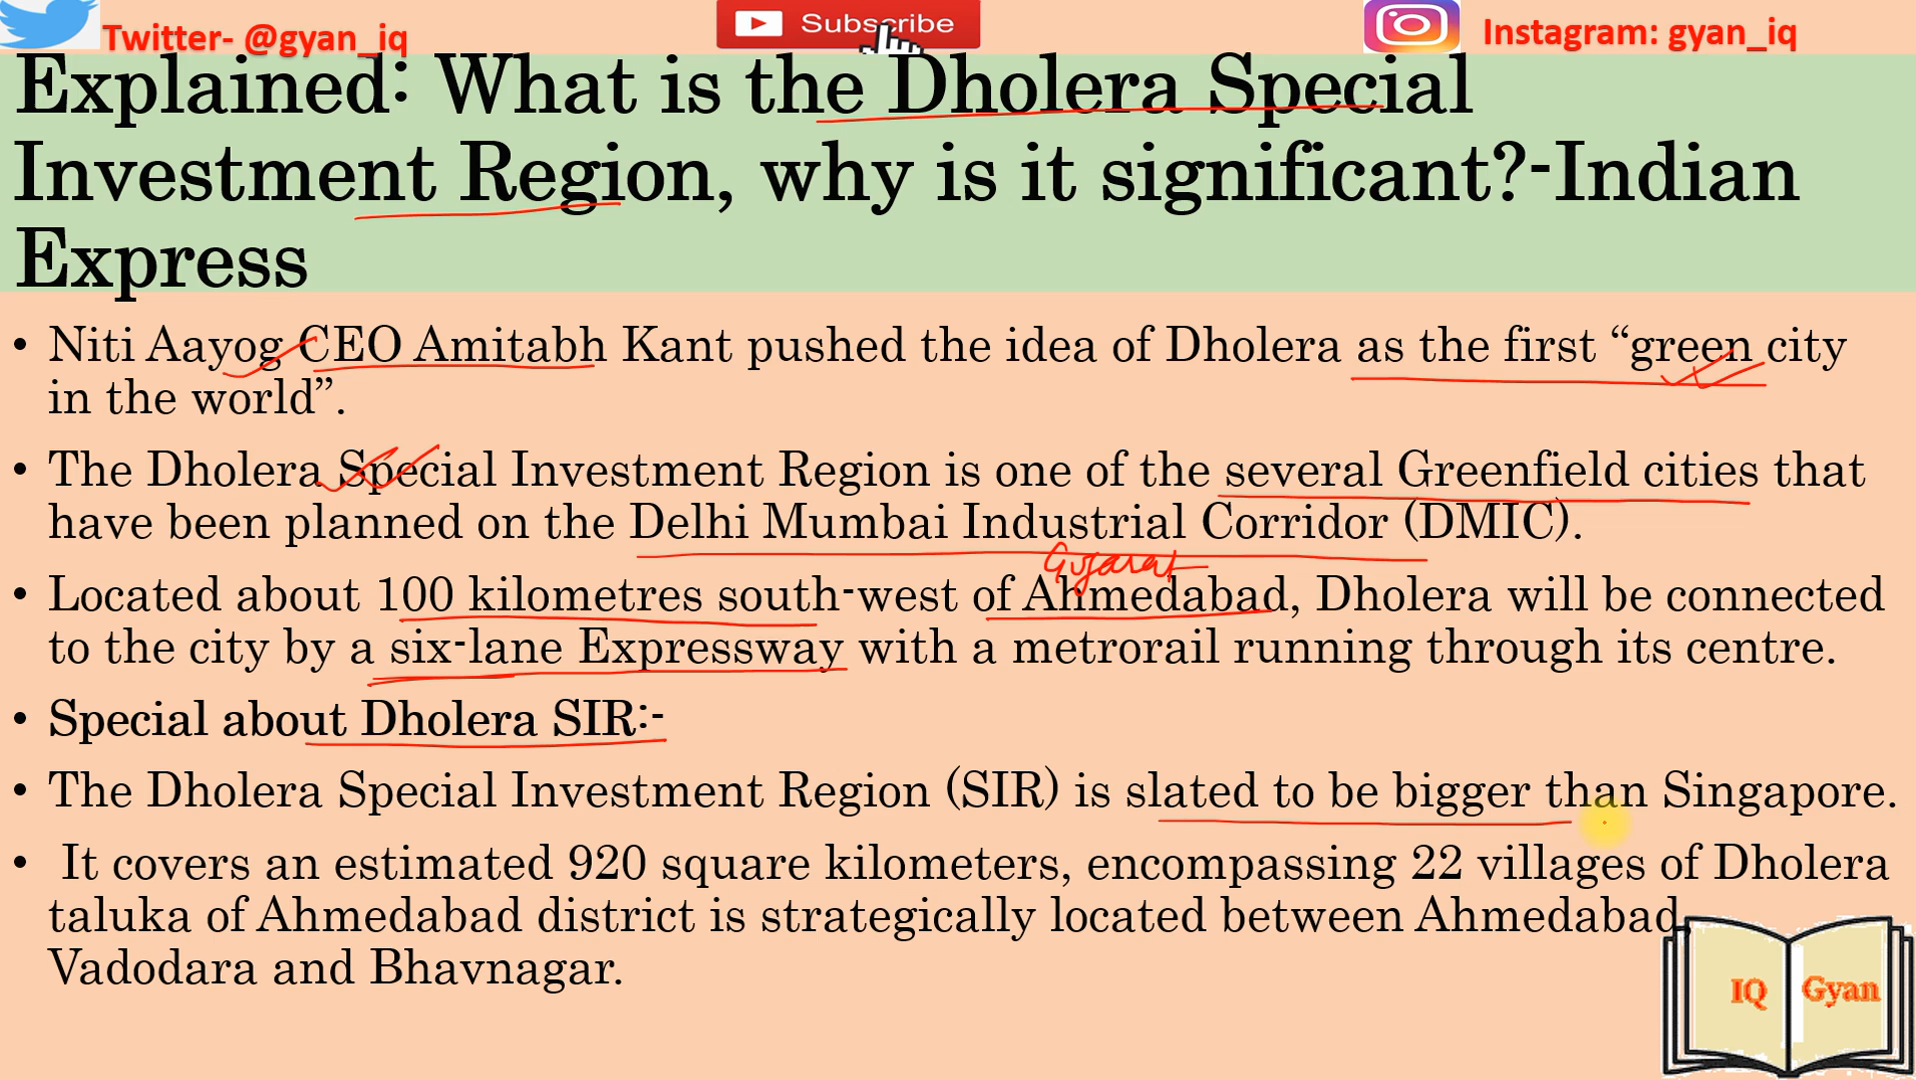 Twitter- @gyan_iq
Subscribe
Instagram: gyan_iq
Explained: What is the Dholera Special
Investment Region, why is it significant?-Indian
Express
• Niti Aayog CEO Amitabh Kant pushed the idea of Dholera as the first “green city
in the world”.
• The Dholera Special Investment Region is one of the several Greenfield cities that
have been planned on the Delhi Mumbai Industrial Corridor (DMIC).
Gujarat
• Located about 100 kilometres south-west of Ahmedabad, Dholera will be connected
to the city by a six-lane Expressway with a metrorail running through its centre.
• Special about Dholera SIR:-
• The Dholera Special Investment Region (SIR) is slated to be bigger than Singapore.
• It covers an estimated 920 square kilometers, encompassing 22 villages of Dholera
taluka of Ahmedabad district is strategically located between Ahmedabad,
Vadodara and Bhavnagar.
IQ Gyan